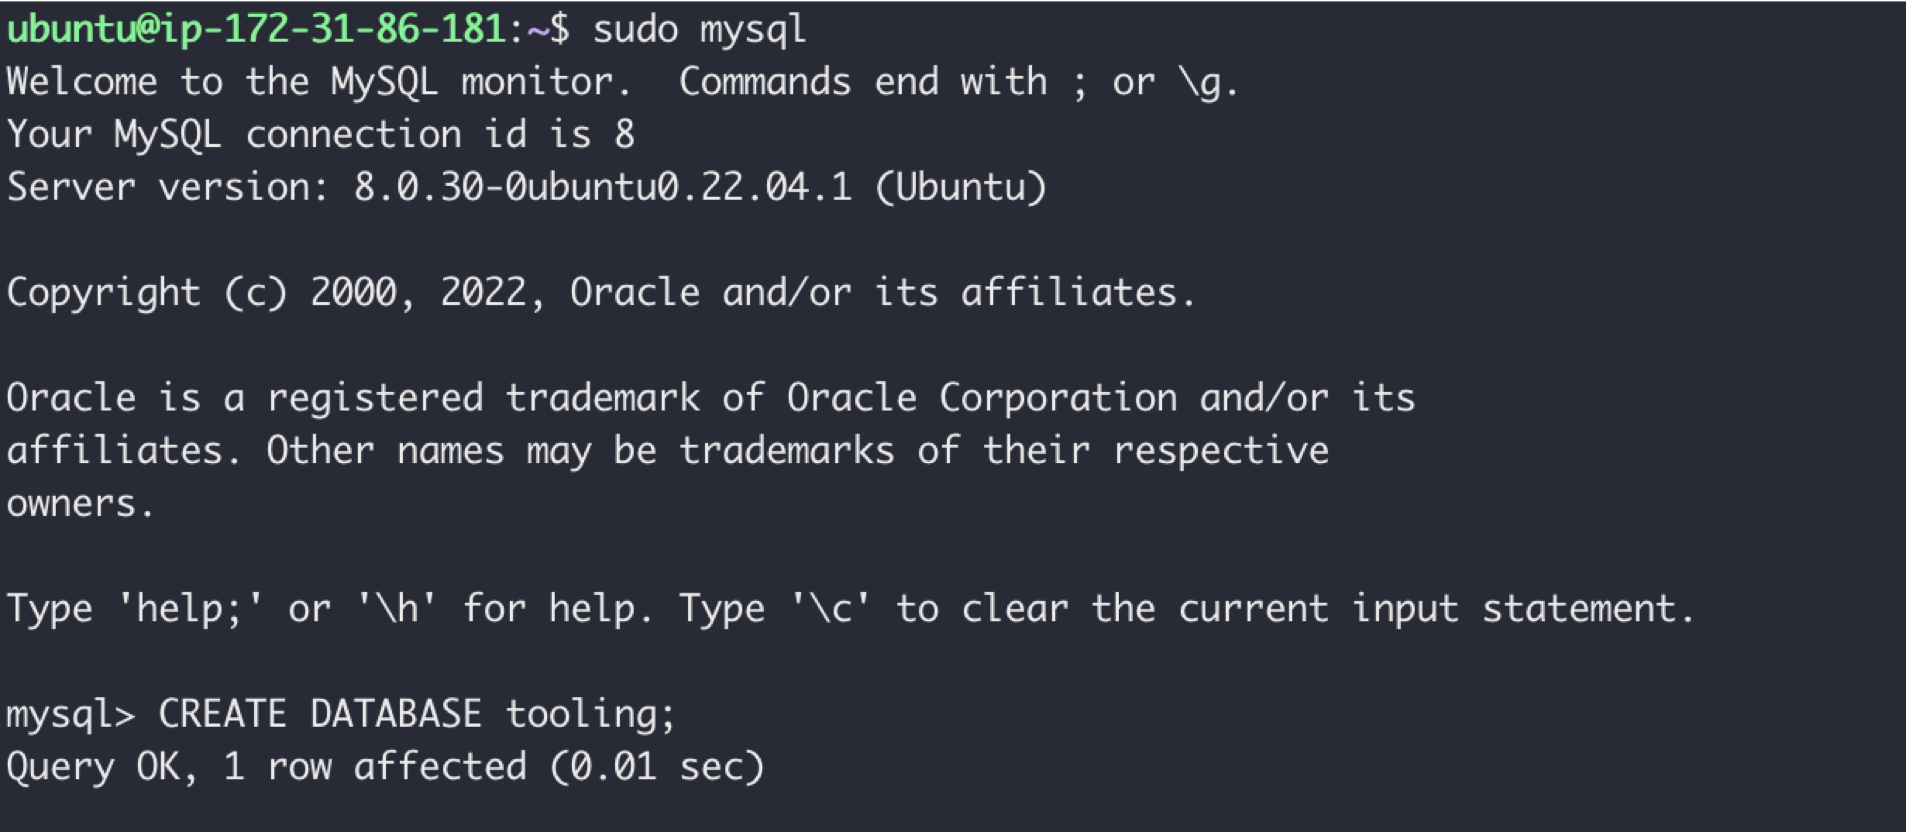 ubuntu@ip-172-31-86-181:~$ sudo mysql
Welcome to the MySQL monitor.  Commands end with ; or \g.
Your MySQL connection id is 8
Server version: 8.0.30-0ubuntu0.22.04.1 (Ubuntu)
Copyright (c) 2000, 2022, Oracle and/or its affiliates.
Oracle is a registered trademark of Oracle Corporation and/or its
affiliates. Other names may be trademarks of their respective
owners.
Type 'help;' or '\h' for help. Type '\c' to clear the current input statement.
mysql> CREATE DATABASE tooling;
Query OK, 1 row affected (0.01 sec)